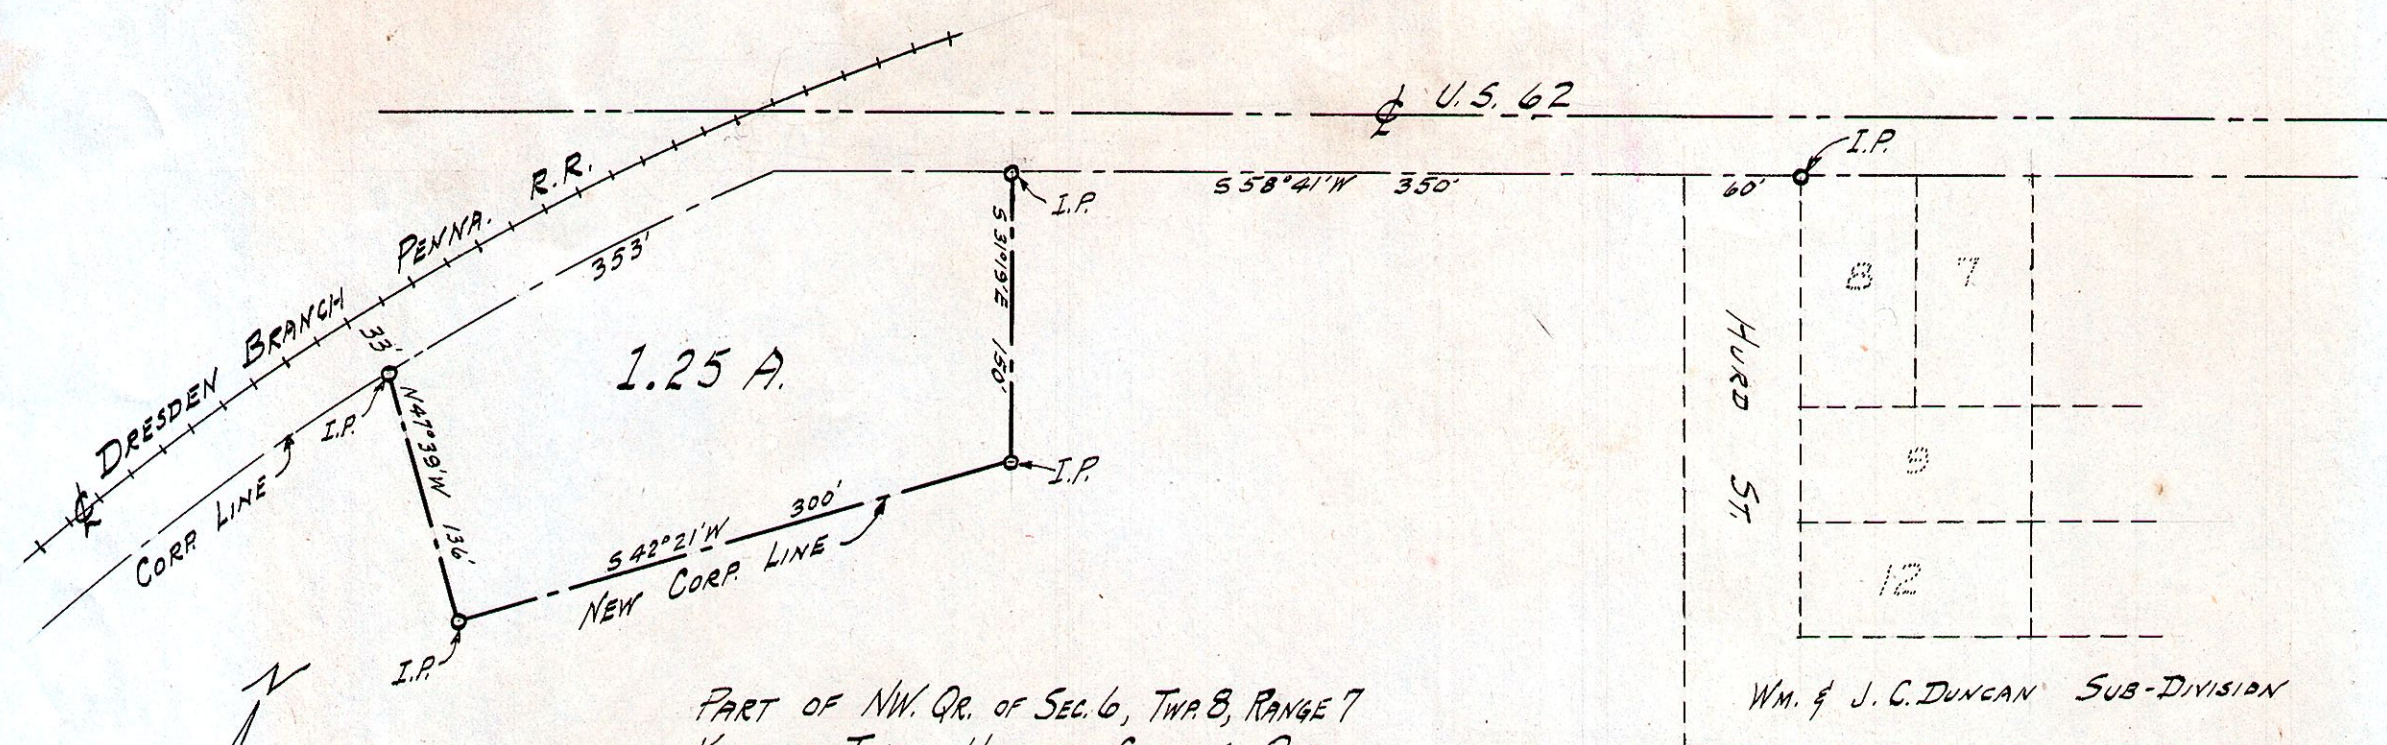 ℄ U.S. 62
I.P.
S 58°41'W 350'
60'
I.P.
S 31°19'E 150'
PENNA. R.R.
353'
℄ DRESDEN BRANCH
33'
1.25 A.
8
7
HURD ST.
I.P.
N47°39'W 136'
CORP. LINE
I.P.
9
300'
S 42°21'W
NEW CORP. LINE
12
I.P.
N
PART OF NW. QR. OF SEC. 6, TWP. 8, RANGE 7
WM. & J. C. DUNCAN SUB-DIVISION